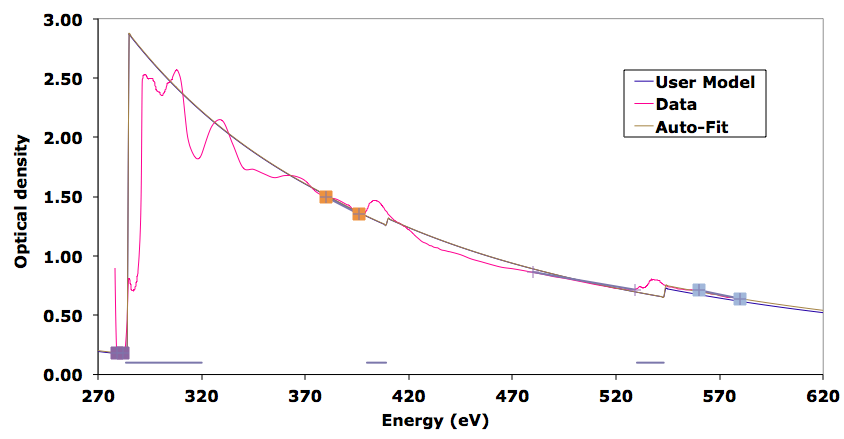 3.00
2.50
2.00
1.50
1.00
0.50
0.00
Optical density
User Model
Data
Auto-Fit
270 320 370 420 470 520 570 620
Energy (eV)